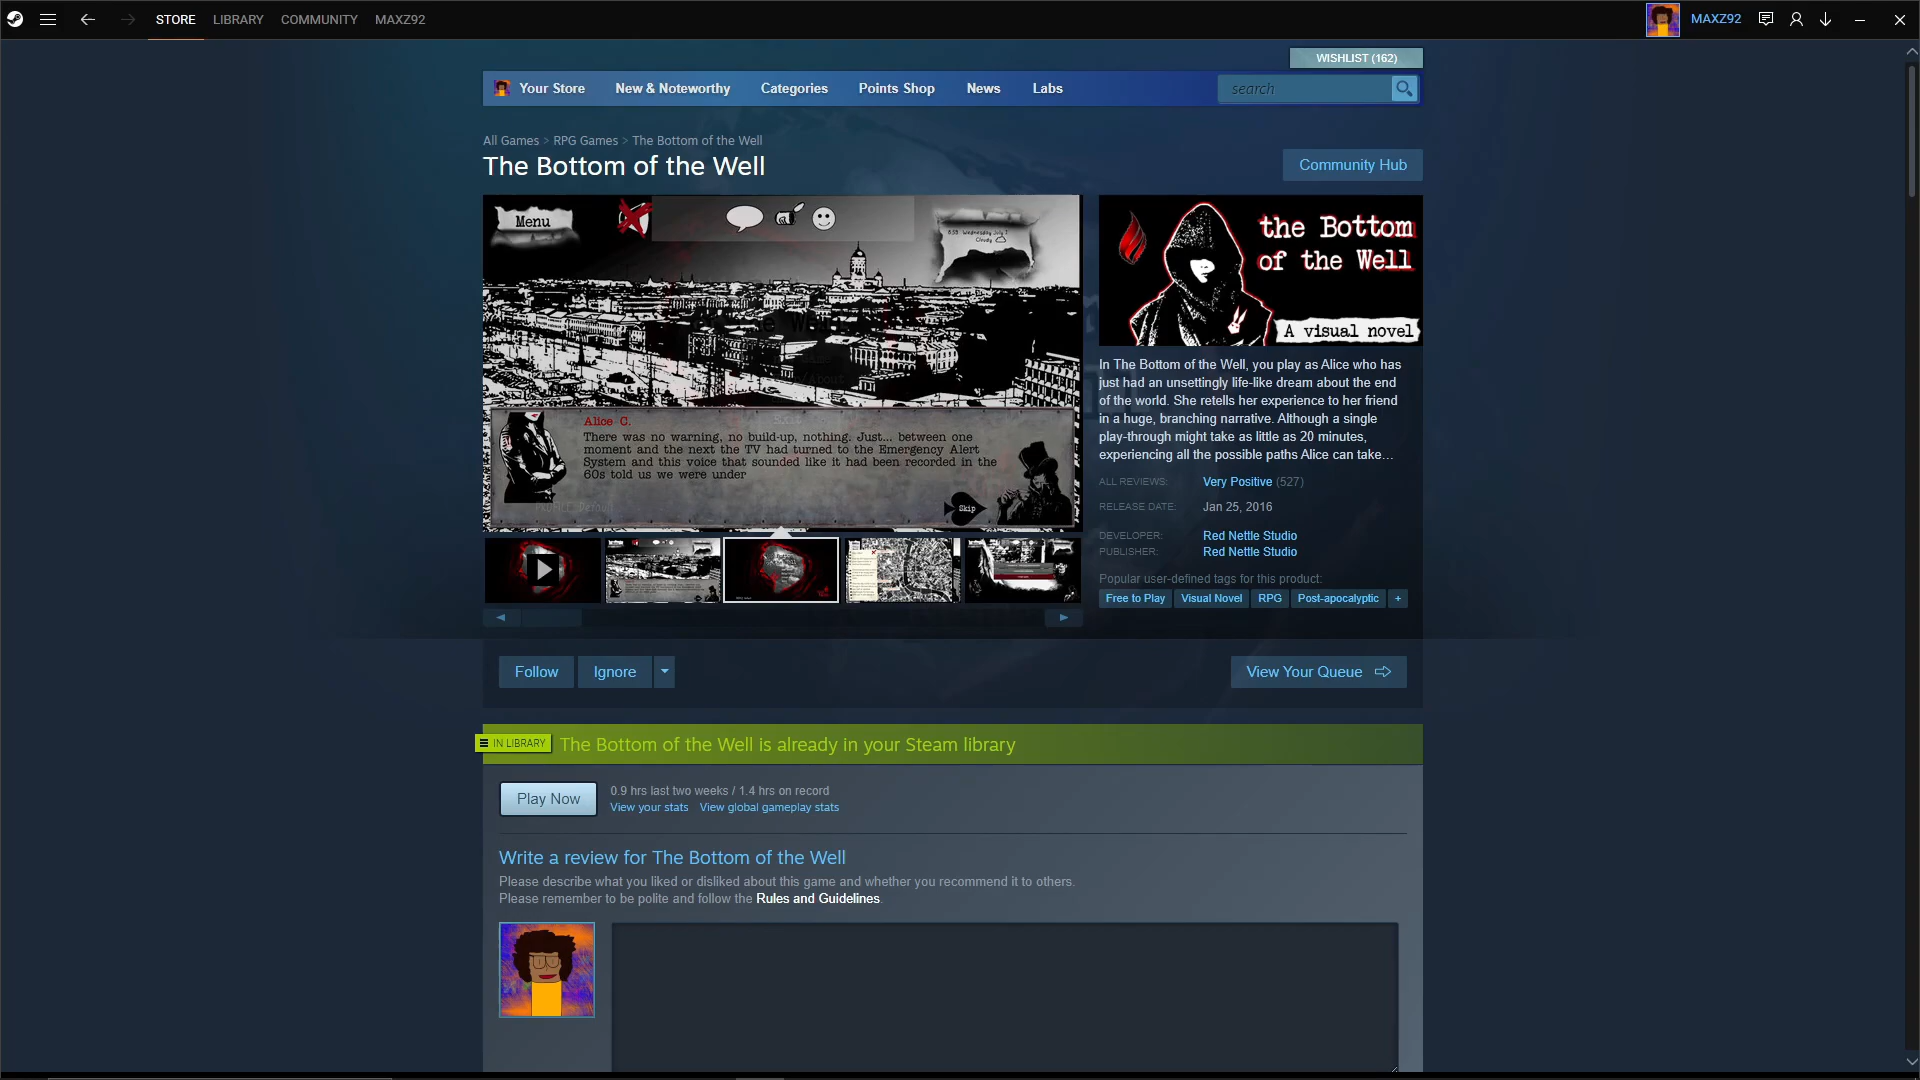 STORE LIBRARY COMMUNITY MAXZ92
MAXZ92
WISHLIST (162)
Your Store New & Noteworthy Categories Points Shop News Labs
search
All Games > RPG Games > The Bottom of the Well
The Bottom of the Well
Community Hub
Menu
8:59 Wednesday July
Cloudy
Alice C.
There was no warning, no build-up, nothing. Just... between one
moment and the next the TV had turned to the Emergency Alert
System and this voice that sounded like it had been recorded in the
60s told us we were under
PROFILE: Default
Skip
the Bottom
of the Well
A visual novel
In The Bottom of the Well, you play as Alice who has
just had an unsettingly life-like dream about the end
of the world. She retells her experience to her friend
in a huge, branching narrative. Although a single
play-through might take as little as 20 minutes,
experiencing all the possible paths Alice can take...
ALL REVIEWS: Very Positive (527)
RELEASE DATE: Jan 25, 2016
DEVELOPER: Red Nettle Studio
PUBLISHER: Red Nettle Studio
Popular user-defined tags for this product:
Free to Play Visual Novel RPG Post-apocalyptic +
Follow Ignore
View Your Queue
IN LIBRARY The Bottom of the Well is already in your Steam library
Play Now
0.9 hrs last two weeks / 1.4 hrs on record
View your stats View global gameplay stats
Write a review for The Bottom of the Well
Please describe what you liked or disliked about this game and whether you recommend it to others.
Please remember to be polite and follow the Rules and Guidelines.